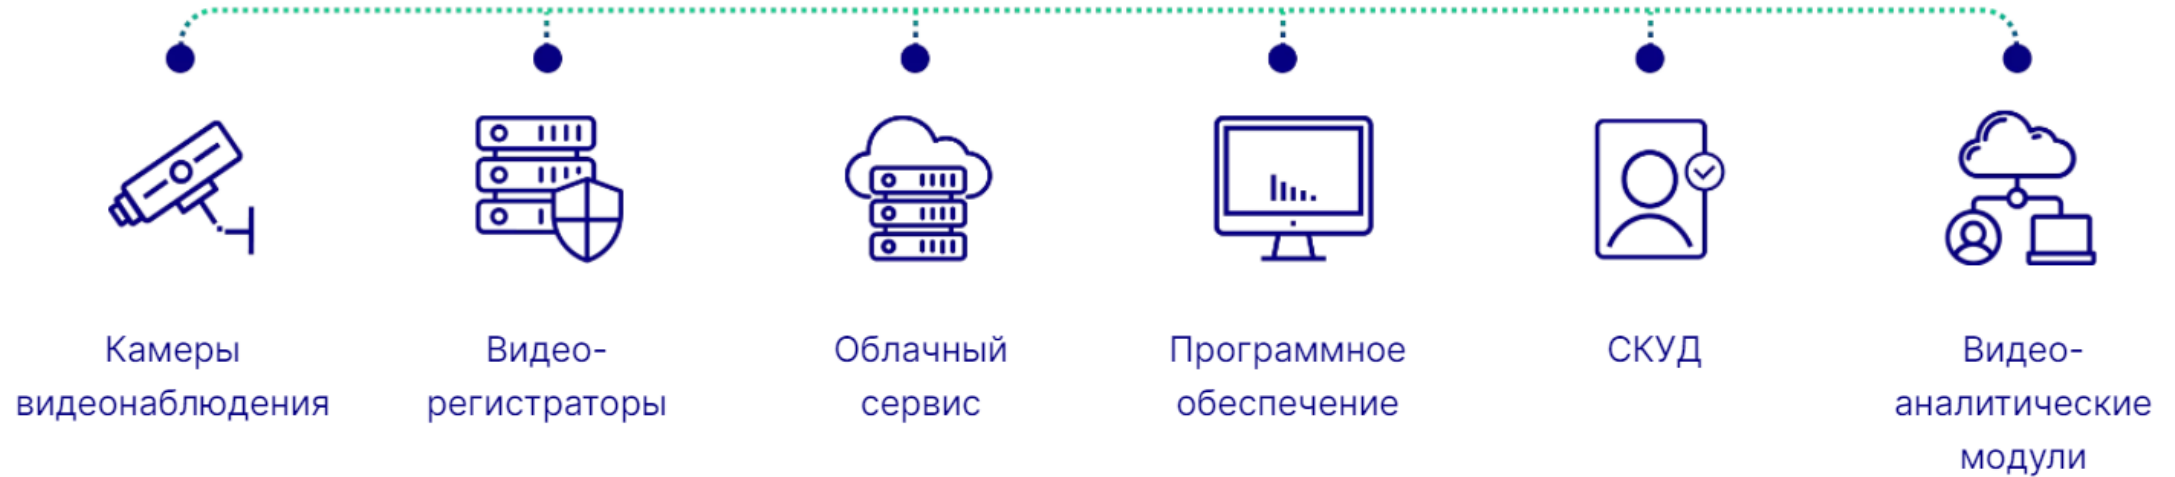 Камеры
видеонаблюдения
Видео-
регистраторы
Облачный
сервис
Программное
обеспечение
СКУД
Видео-
аналитические
модули